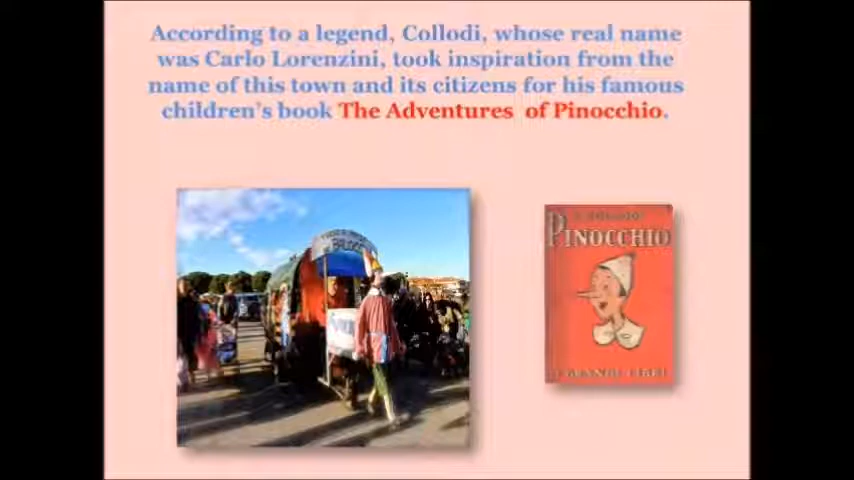 According to a legend, Collodi, whose real name
was Carlo Lorenzini, took inspiration from the
name of this town and its citizens for his famous
children's book The Adventures of Pinocchio.
PINOCCHIO